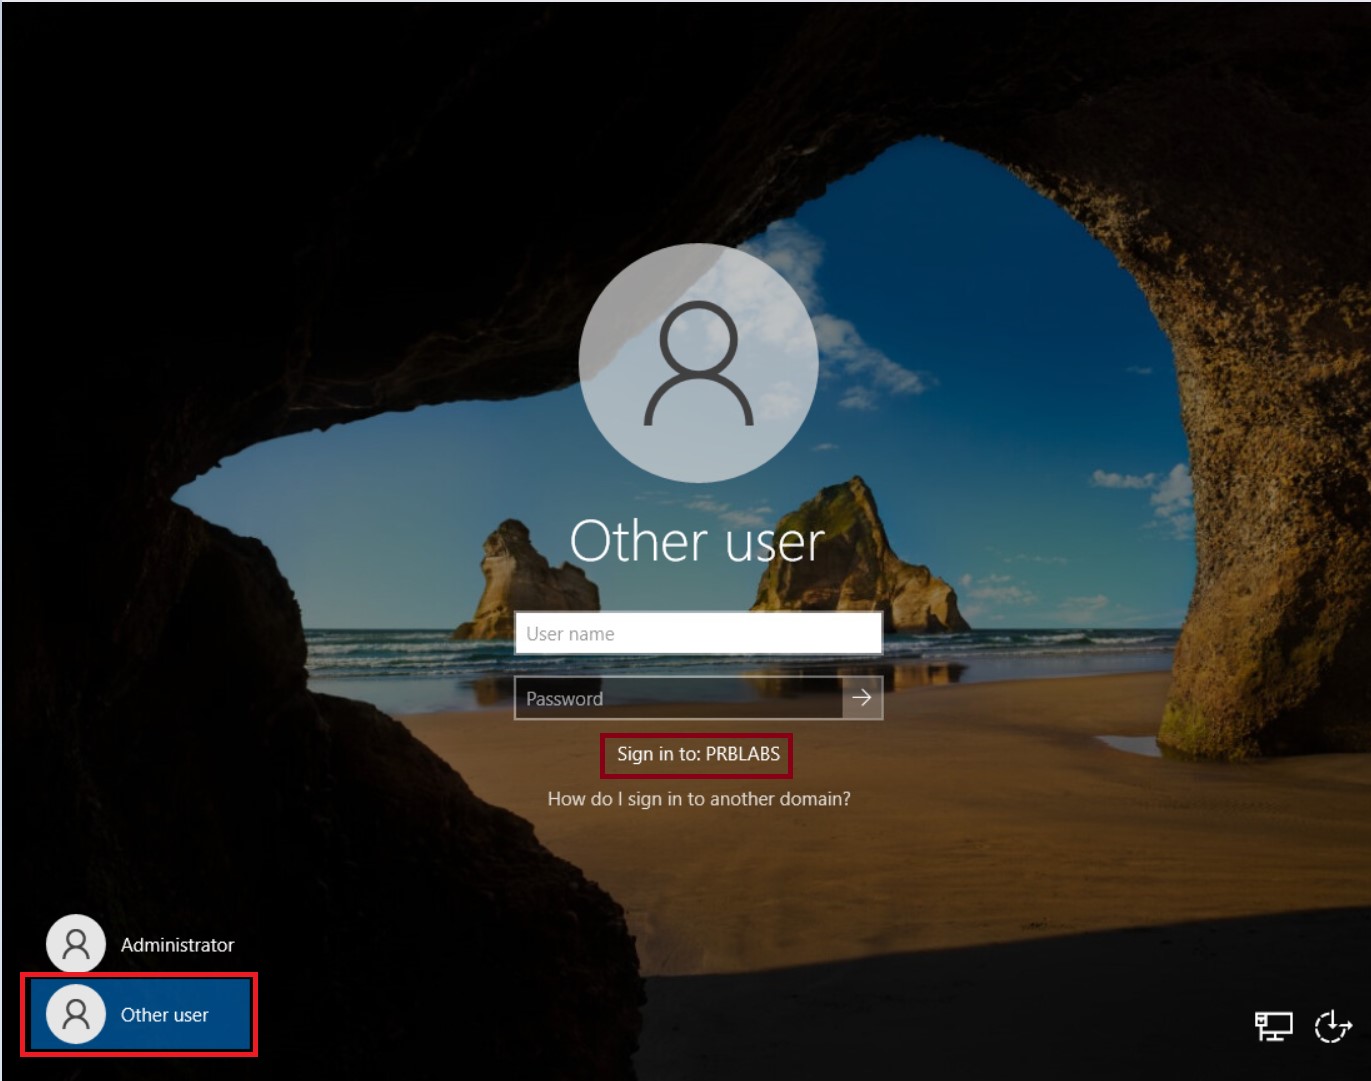 Other user
User name
Password
Sign in to: PRBLABS
How do I sign in to another domain?
Administrator
Other user